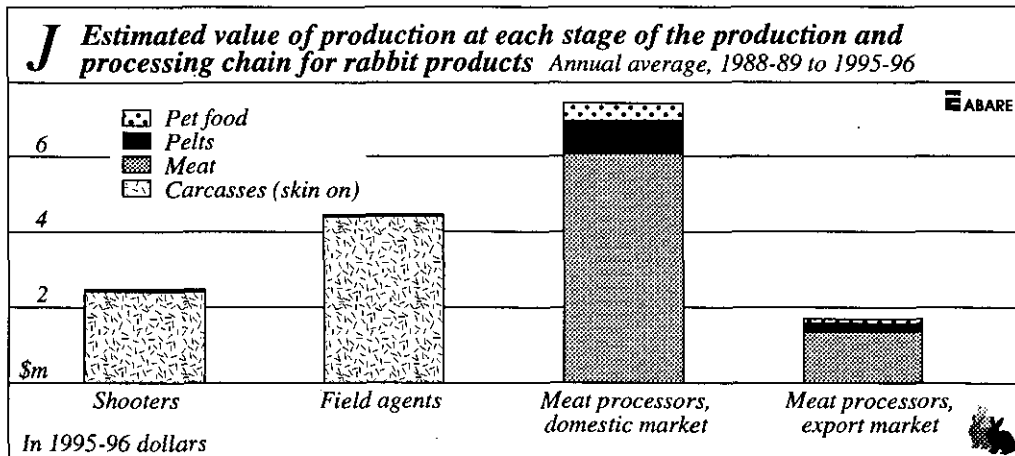 J Estimated value of production at each stage of the production and
processing chain for rabbit products Annual average, 1988-89 to 1995-96
ABARE
Pet food
Pelts
Meat
Carcasses (skin on)
6
4
2
$m
Shooters
Field agents
Meat processors,
domestic market
Meat processors,
export market
In 1995-96 dollars